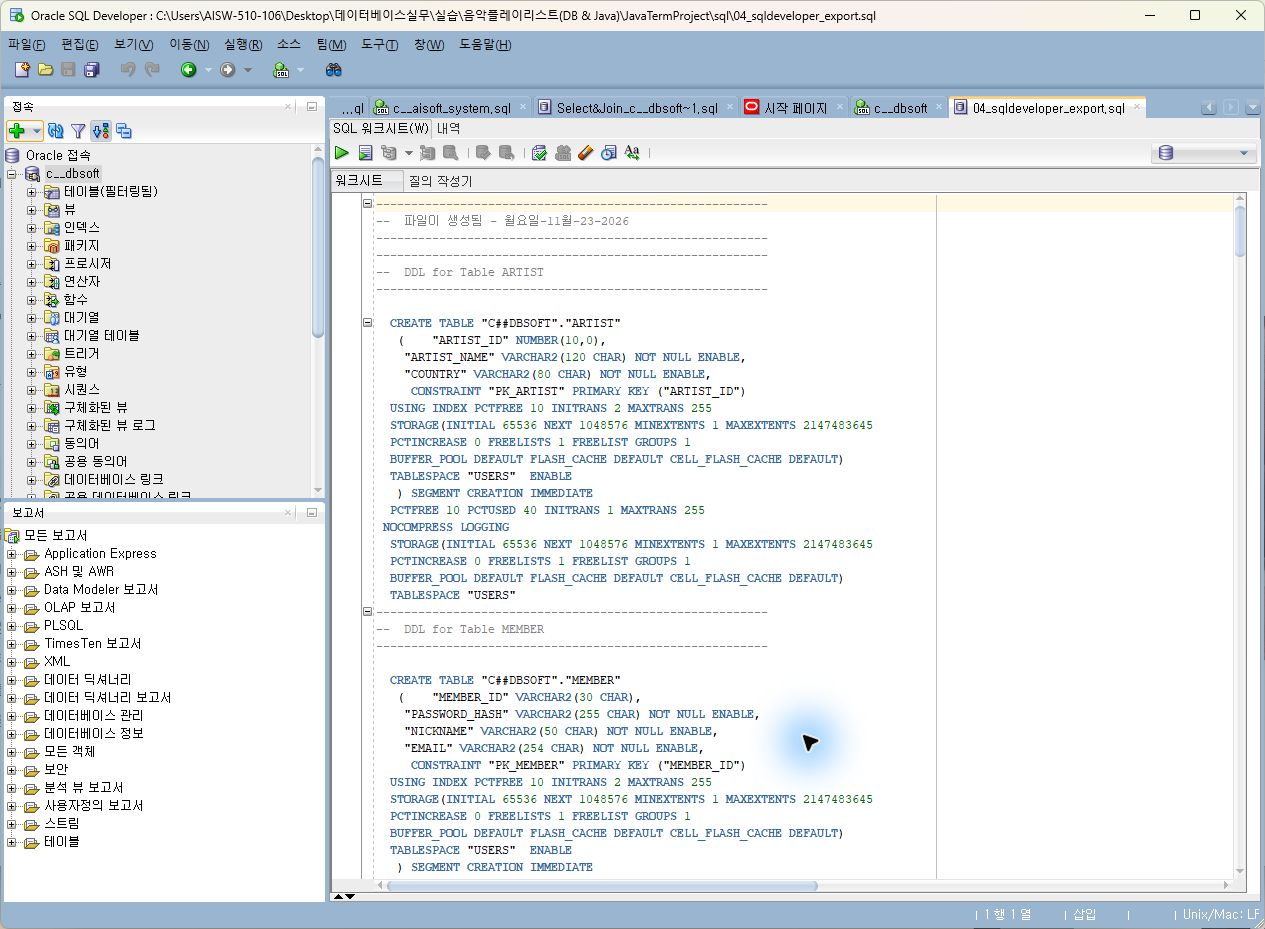 Oracle SQL Developer : C:\Users\AISW-510-106\Desktop\데이터베이스실무\실습\음악플레이리스트(DB & Java)\JavaTermProject\sql\04_sqldeveloper_export.sql
파일(F) 편집(E) 보기(V) 이동(N) 실행(R) 소스 팀(M) 도구(T) 창(W) 도움말(H)
접속
Oracle 접속
c__dbsoft
테이블(필터링됨)
뷰
인덱스
패키지
프로시저
연산자
함수
대기열
대기열 테이블
트리거
유형
시퀀스
구체화된 뷰
구체화된 뷰 로그
동의어
공용 동의어
데이터베이스 링크
공용 데이터베이스 링크
보고서
모든 보고서
Application Express
ASH 및 AWR
Data Modeler 보고서
OLAP 보고서
PLSQL
TimesTen 보고서
XML
데이터 딕셔너리
데이터 딕셔너리 보고서
데이터베이스 관리
데이터베이스 정보
모든 객체
보안
분석 뷰 보고서
사용자정의 보고서
스트림
테이블
...ql c__aisoft_system.sql Select&Join_c__dbsoft~1.sql 시작 페이지 c__dbsoft 04_sqldeveloper_export.sql
SQL 워크시트(W) 내역
워크시트 질의 작성기
--------------------------------------------------------
--  파일이 생성됨 - 월요일-11월-23-2026
--------------------------------------------------------
--------------------------------------------------------
--  DDL for Table ARTIST
--------------------------------------------------------
CREATE TABLE "C##DBSOFT"."ARTIST"
(    "ARTIST_ID" NUMBER(10,0),
"ARTIST_NAME" VARCHAR2(120 CHAR) NOT NULL ENABLE,
"COUNTRY" VARCHAR2(80 CHAR) NOT NULL ENABLE,
CONSTRAINT "PK_ARTIST" PRIMARY KEY ("ARTIST_ID")
USING INDEX PCTFREE 10 INITRANS 2 MAXTRANS 255
STORAGE(INITIAL 65536 NEXT 1048576 MINEXTENTS 1 MAXEXTENTS 2147483645
PCTINCREASE 0 FREELISTS 1 FREELIST GROUPS 1
BUFFER_POOL DEFAULT FLASH_CACHE DEFAULT CELL_FLASH_CACHE DEFAULT)
TABLESPACE "USERS"  ENABLE
) SEGMENT CREATION IMMEDIATE
PCTFREE 10 PCTUSED 40 INITRANS 1 MAXTRANS 255
NOCOMPRESS LOGGING
STORAGE(INITIAL 65536 NEXT 1048576 MINEXTENTS 1 MAXEXTENTS 2147483645
PCTINCREASE 0 FREELISTS 1 FREELIST GROUPS 1
BUFFER_POOL DEFAULT FLASH_CACHE DEFAULT CELL_FLASH_CACHE DEFAULT)
TABLESPACE "USERS"
--------------------------------------------------------
--  DDL for Table MEMBER
--------------------------------------------------------
CREATE TABLE "C##DBSOFT"."MEMBER"
(    "MEMBER_ID" VARCHAR2(30 CHAR),
"PASSWORD_HASH" VARCHAR2(255 CHAR) NOT NULL ENABLE,
"NICKNAME" VARCHAR2(50 CHAR) NOT NULL ENABLE,
"EMAIL" VARCHAR2(254 CHAR) NOT NULL ENABLE,
CONSTRAINT "PK_MEMBER" PRIMARY KEY ("MEMBER_ID")
USING INDEX PCTFREE 10 INITRANS 2 MAXTRANS 255
STORAGE(INITIAL 65536 NEXT 1048576 MINEXTENTS 1 MAXEXTENTS 2147483645
PCTINCREASE 0 FREELISTS 1 FREELIST GROUPS 1
BUFFER_POOL DEFAULT FLASH_CACHE DEFAULT CELL_FLASH_CACHE DEFAULT)
TABLESPACE "USERS"  ENABLE
) SEGMENT CREATION IMMEDIATE
1 행 1 열 삽입 Unix/Mac: LF